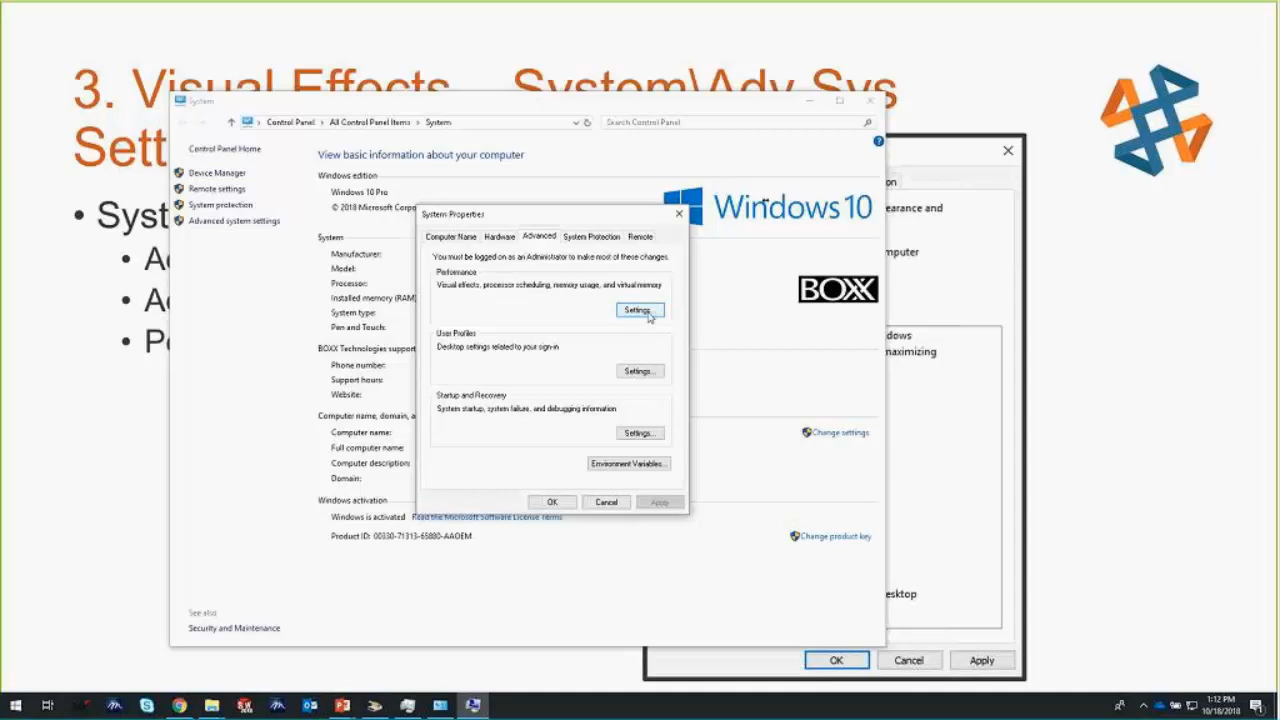 3. Visual Effects – System\Adv Sys
Sett
• Syst
• Ac
• Ac
• Pe
System
Control Panel › All Control Panel Items › System
Search Control Panel
Control Panel Home
Device Manager
Remote settings
System protection
Advanced system settings
View basic information about your computer
Windows edition
Windows 10 Pro
© 2018 Microsoft Corpo
Windows 10
System
Manufacturer:
Model:
Processor:
Installed memory (RAM)
System type:
Pen and Touch:
BOXX
BOXX Technologies support
Phone number:
Support hours:
Website:
Computer name, domain, a
Computer name:
Full computer name:
Computer description:
Domain:
Change settings
Windows activation
Windows is activated Read the Microsoft Software License Terms
Product ID: 00330-71313-65880-AAOEM
Change product key
See also
Security and Maintenance
System Properties
Computer Name Hardware Advanced System Protection Remote
You must be logged on as an Administrator to make most of these changes.
Performance
Visual effects, processor scheduling, memory usage, and virtual memory
Settings...
User Profiles
Desktop settings related to your sign-in
Settings...
Startup and Recovery
System startup, system failure, and debugging information
Settings...
Environment Variables...
OK Cancel Apply
on
earance and
mputer
dows
maximizing
esktop
OK Cancel Apply
1:12 PM
10/18/2018